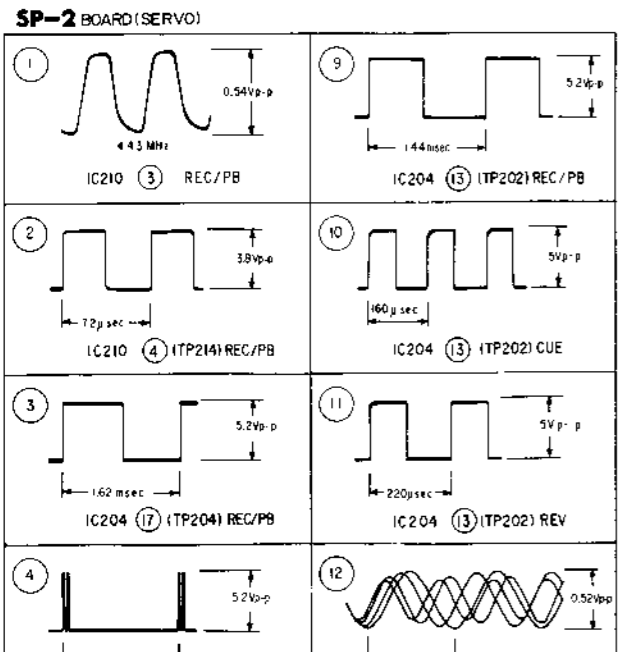 SP-2 BOARD (SERVO)
1
0.54Vp-p
4.43 MHz
IC210 3 REC/PB
2
3.8Vp-p
72µsec
IC210 4 (TP214) REC/PB
3
5.2Vp-p
1.62 msec
IC204 17 (TP204) REC/PB
4
5.2Vp-p
9
5.2Vp-p
1.44msec
IC204 13 (TP202) REC/PB
10
5Vp-p
160µsec
IC204 13 (TP202) CUE
11
5Vp-p
220µsec
IC204 13 (TP202) REV
12
0.52Vp-p